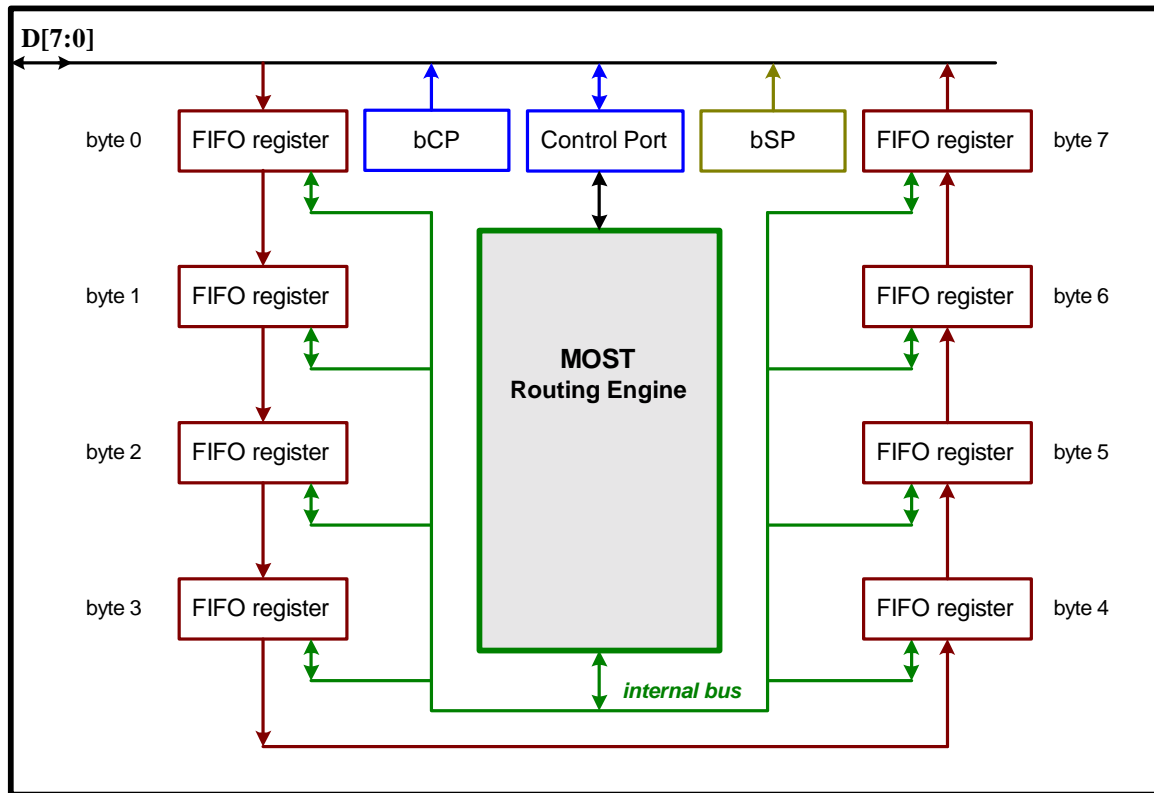 D[7:0]
byte 0
FIFO register
bCP
Control Port
bSP
FIFO register
byte 7
byte 1
FIFO register
FIFO register
byte 6
MOST
Routing Engine
byte 2
FIFO register
FIFO register
byte 5
byte 3
FIFO register
FIFO register
byte 4
internal bus